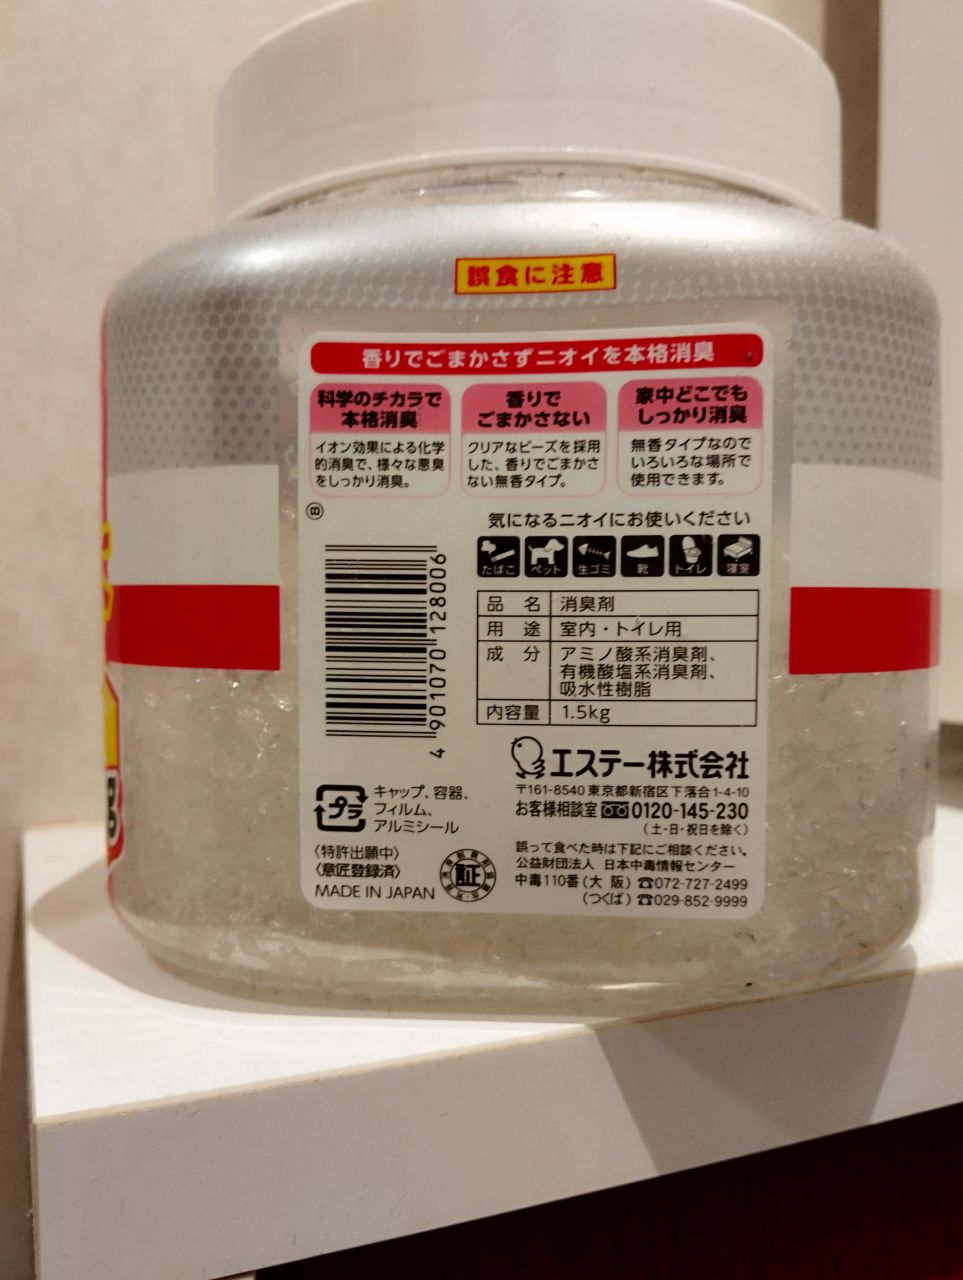 誤食に注意
香りでごまかさずニオイを本格消臭
科学のチカラで
本格消臭
イオン効果による化学
的消臭で、様々な悪臭
をしっかり消臭。
香りで
ごまかさない
クリアなビーズを採用
した、香りでごまかさ
ない無香タイプ。
家中どこでも
しっかり消臭
無香タイプなので
いろいろな場所で
使用できます。
Ⓑ
気になるニオイにお使いください
たばこ ペット 生ゴミ 靴 トイレ 寝室
品名 消臭剤
用途 室内・トイレ用
成分 アミノ酸系消臭剤、
有機酸塩系消臭剤、
吸水性樹脂
内容量 1.5kg
4 901070 128006
エステー株式会社
〒161-8540 東京都新宿区下落合1-4-10
お客様相談室 0120-145-230
(土・日・祝日を除く)
プラ
キャップ、容器、
フィルム、
アルミシール
〈特許出願中〉
〈意匠登録済〉
MADE IN JAPAN
証
誤って食べた時は下記にご相談ください。
公益財団法人 日本中毒情報センター
中毒110番(大 阪)☎072-727-2499
(つくば)☎029-852-9999